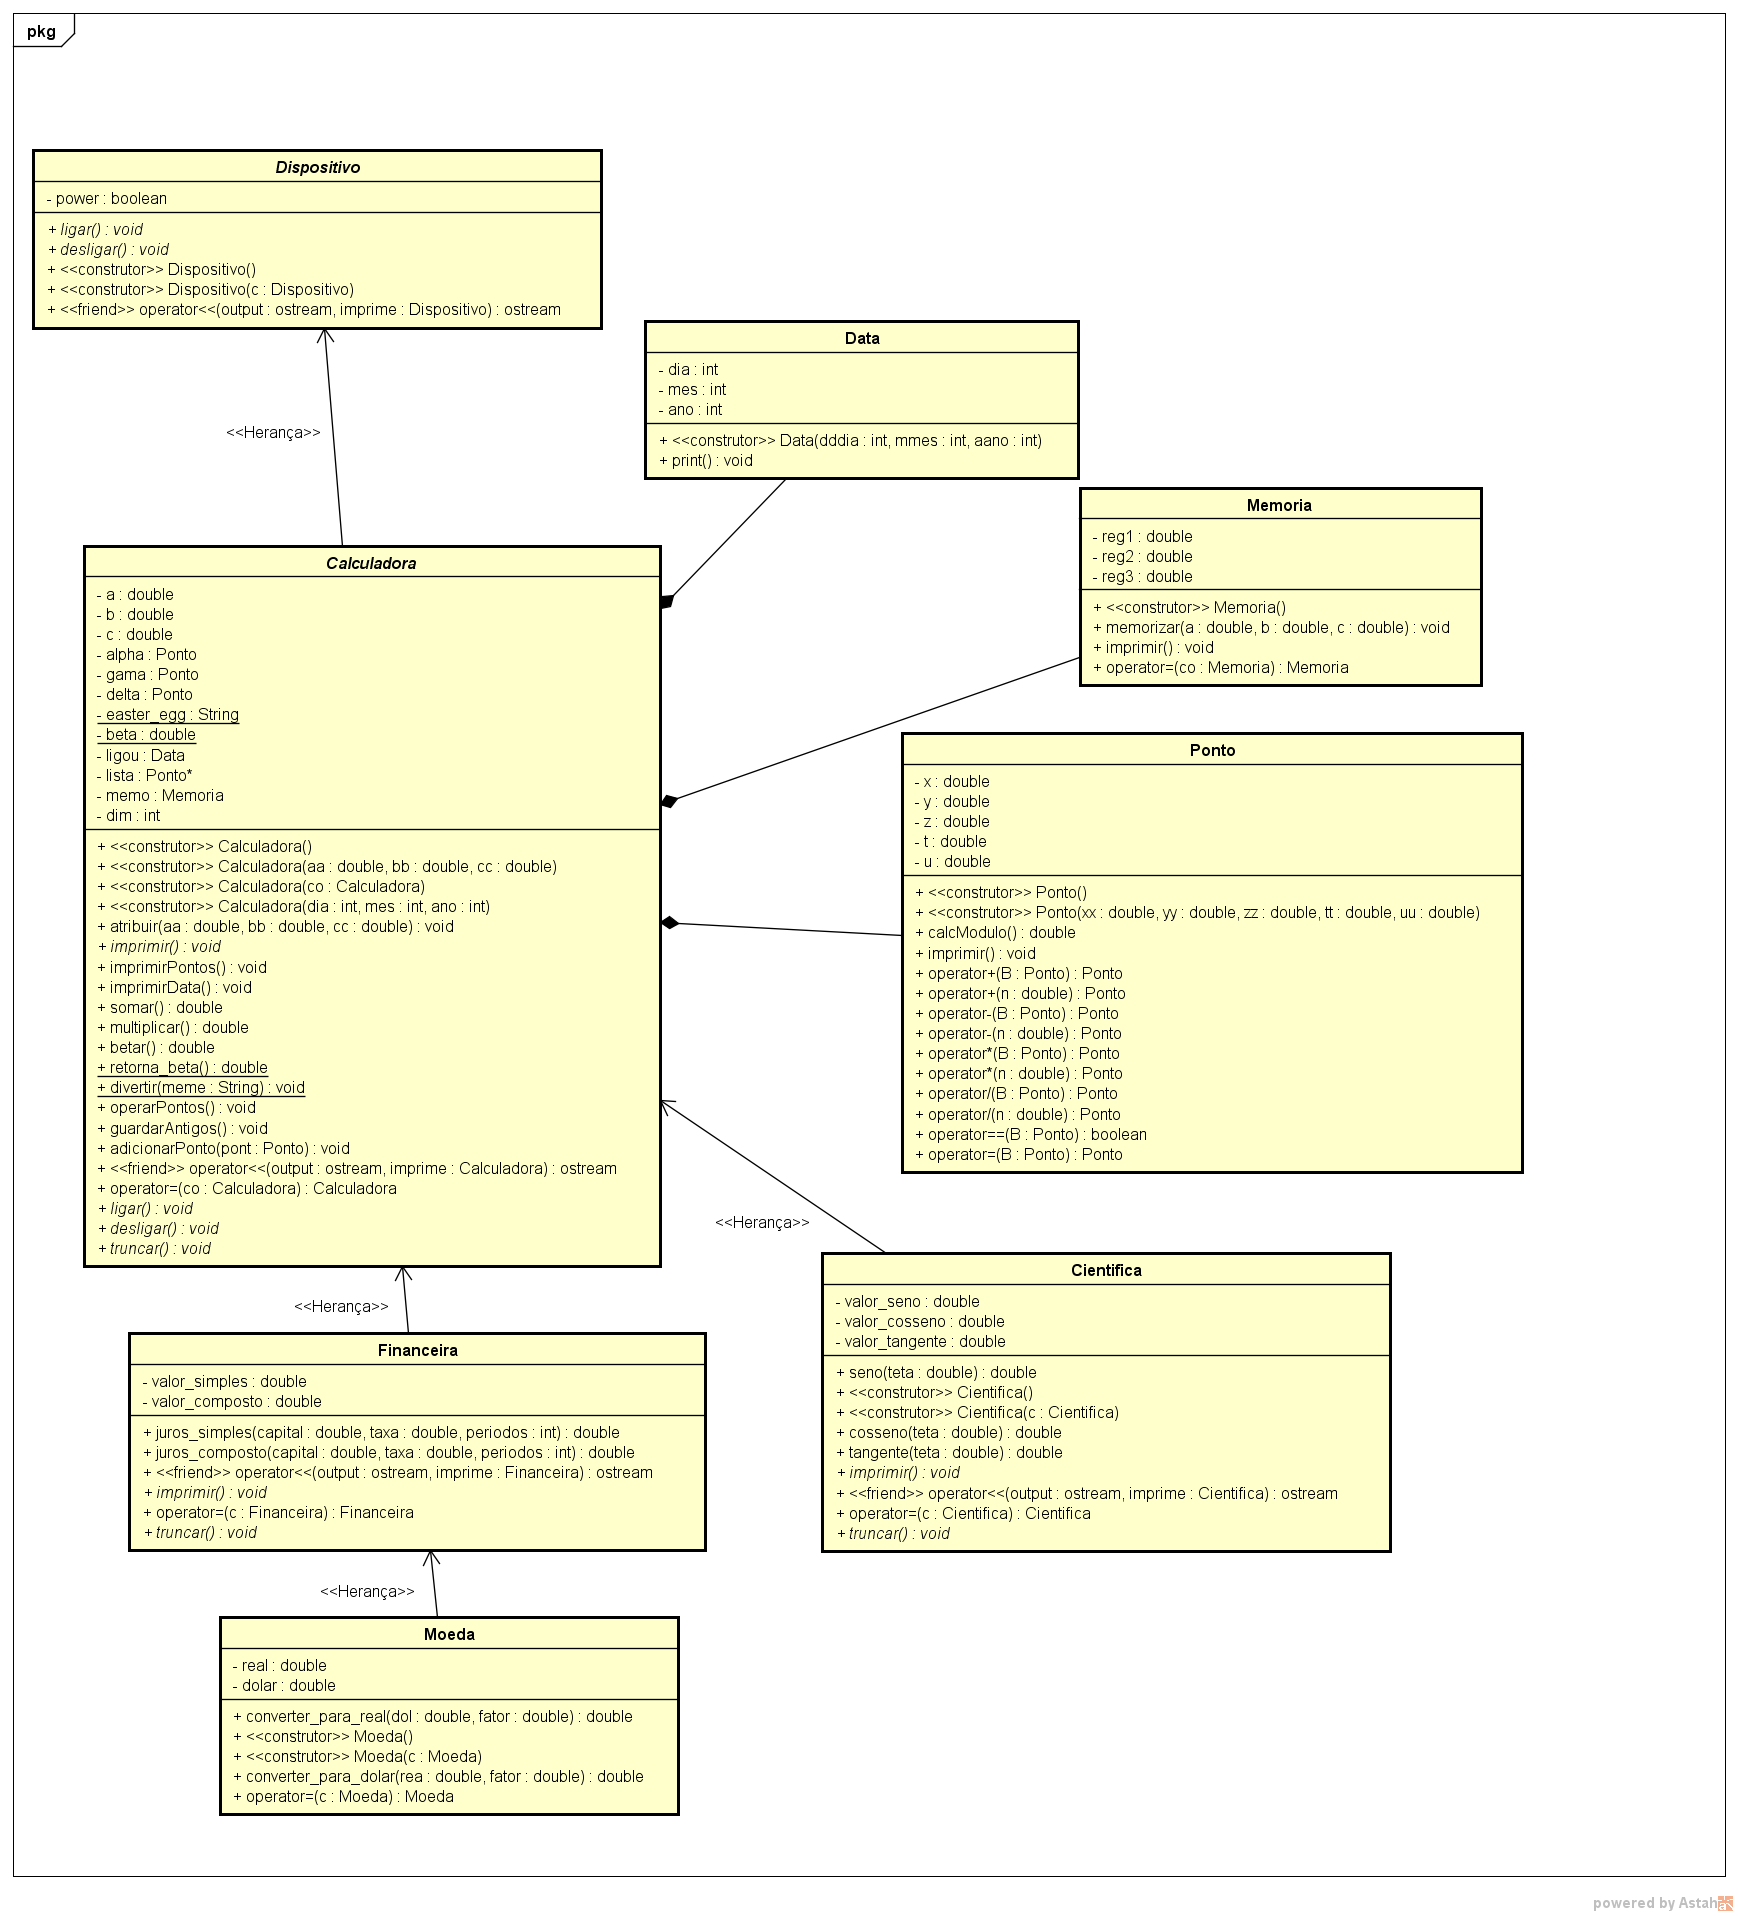 pkg
Dispositivo
- power : boolean
+ ligar() : void
+ desligar() : void
+ <<construtor>> Dispositivo()
+ <<construtor>> Dispositivo(c : Dispositivo)
+ <<friend>> operator<<(output : ostream, imprime : Dispositivo) : ostream
<<Herança>>
Data
- dia : int
- mes : int
- ano : int
+ <<construtor>> Data(dddia : int, mmes : int, aano : int)
+ print() : void
Memoria
- reg1 : double
- reg2 : double
- reg3 : double
+ <<construtor>> Memoria()
+ memorizar(a : double, b : double, c : double) : void
+ imprimir() : void
+ operator=(co : Memoria) : Memoria
Calculadora
- a : double
- b : double
- c : double
- alpha : Ponto
- gama : Ponto
- delta : Ponto
- easter_egg : String
- beta : double
- ligou : Data
- lista : Ponto*
- memo : Memoria
- dim : int
+ <<construtor>> Calculadora()
+ <<construtor>> Calculadora(aa : double, bb : double, cc : double)
+ <<construtor>> Calculadora(co : Calculadora)
+ <<construtor>> Calculadora(dia : int, mes : int, ano : int)
+ atribuir(aa : double, bb : double, cc : double) : void
+ imprimir() : void
+ imprimirPontos() : void
+ imprimirData() : void
+ somar() : double
+ multiplicar() : double
+ betar() : double
+ retorna_beta() : double
+ divertir(meme : String) : void
+ operarPontos() : void
+ guardarAntigos() : void
+ adicionarPonto(pont : Ponto) : void
+ <<friend>> operator<<(output : ostream, imprime : Calculadora) : ostream
+ operator=(co : Calculadora) : Calculadora
+ ligar() : void
+ desligar() : void
+ truncar() : void
Ponto
- x : double
- y : double
- z : double
- t : double
- u : double
+ <<construtor>> Ponto()
+ <<construtor>> Ponto(xx : double, yy : double, zz : double, tt : double, uu : double)
+ calcModulo() : double
+ imprimir() : void
+ operator+(B : Ponto) : Ponto
+ operator+(n : double) : Ponto
+ operator-(B : Ponto) : Ponto
+ operator-(n : double) : Ponto
+ operator*(B : Ponto) : Ponto
+ operator*(n : double) : Ponto
+ operator/(B : Ponto) : Ponto
+ operator/(n : double) : Ponto
+ operator==(B : Ponto) : boolean
+ operator=(B : Ponto) : Ponto
<<Herança>>
Cientifica
- valor_seno : double
- valor_cosseno : double
- valor_tangente : double
+ seno(teta : double) : double
+ <<construtor>> Cientifica()
+ <<construtor>> Cientifica(c : Cientifica)
+ cosseno(teta : double) : double
+ tangente(teta : double) : double
+ imprimir() : void
+ <<friend>> operator<<(output : ostream, imprime : Cientifica) : ostream
+ operator=(c : Cientifica) : Cientifica
+ truncar() : void
<<Herança>>
Financeira
- valor_simples : double
- valor_composto : double
+ juros_simples(capital : double, taxa : double, periodos : int) : double
+ juros_composto(capital : double, taxa : double, periodos : int) : double
+ <<friend>> operator<<(output : ostream, imprime : Financeira) : ostream
+ imprimir() : void
+ operator=(c : Financeira) : Financeira
+ truncar() : void
<<Herança>>
Moeda
- real : double
- dolar : double
+ converter_para_real(dol : double, fator : double) : double
+ <<construtor>> Moeda()
+ <<construtor>> Moeda(c : Moeda)
+ converter_para_dolar(rea : double, fator : double) : double
+ operator=(c : Moeda) : Moeda
powered by Astah